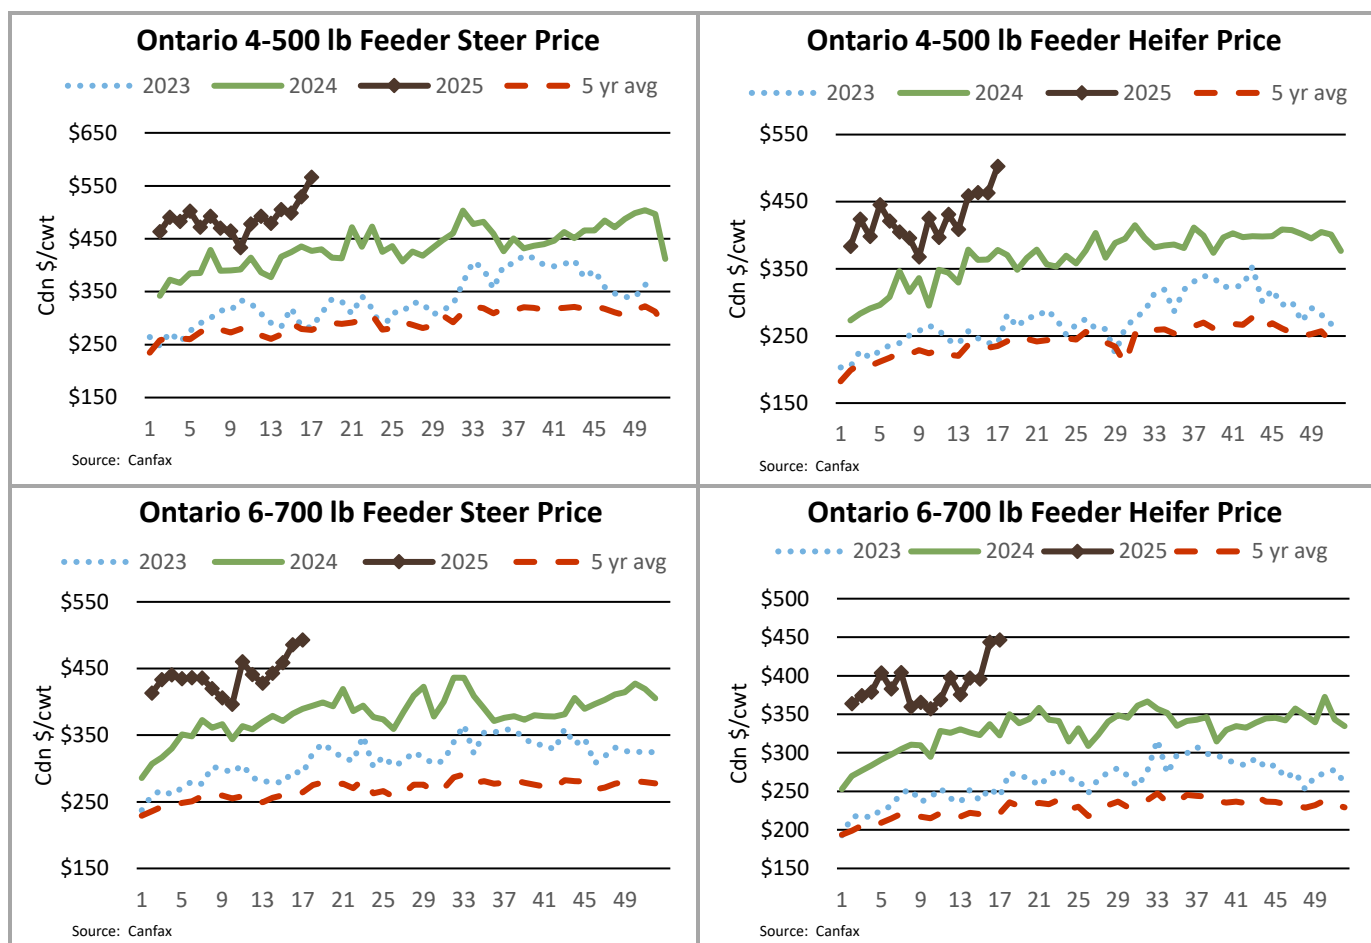 Ontario 4-500 lb Feeder Steer Price
2023 2024 2025 5 yr avg
$650
$550
$450
$350
$250
$150
Cdn $/cwt
1 5 9 13 17 21 25 29 33 37 41 45 49
Source: Canfax
Ontario 4-500 lb Feeder Heifer Price
2023 2024 2025 5 yr avg
$550
$450
$350
$250
$150
1 5 9 13 17 21 25 29 33 37 41 45 49
Source: Canfax
Ontario 6-700 lb Feeder Steer Price
2023 2024 2025 5 yr avg
$550
$450
$350
$250
$150
Cdn $/cwt
1 5 9 13 17 21 25 29 33 37 41 45 49
Source: Canfax
Ontario 6-700 lb Feeder Heifer Price
2023 2024 2025 5 yr avg
$500
$450
$400
$350
$300
$250
$200
$150
1 5 9 13 17 21 25 29 33 37 41 45 49
Source: Canfax